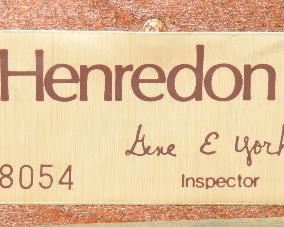 Henredon
Gene E York
8054
Inspector